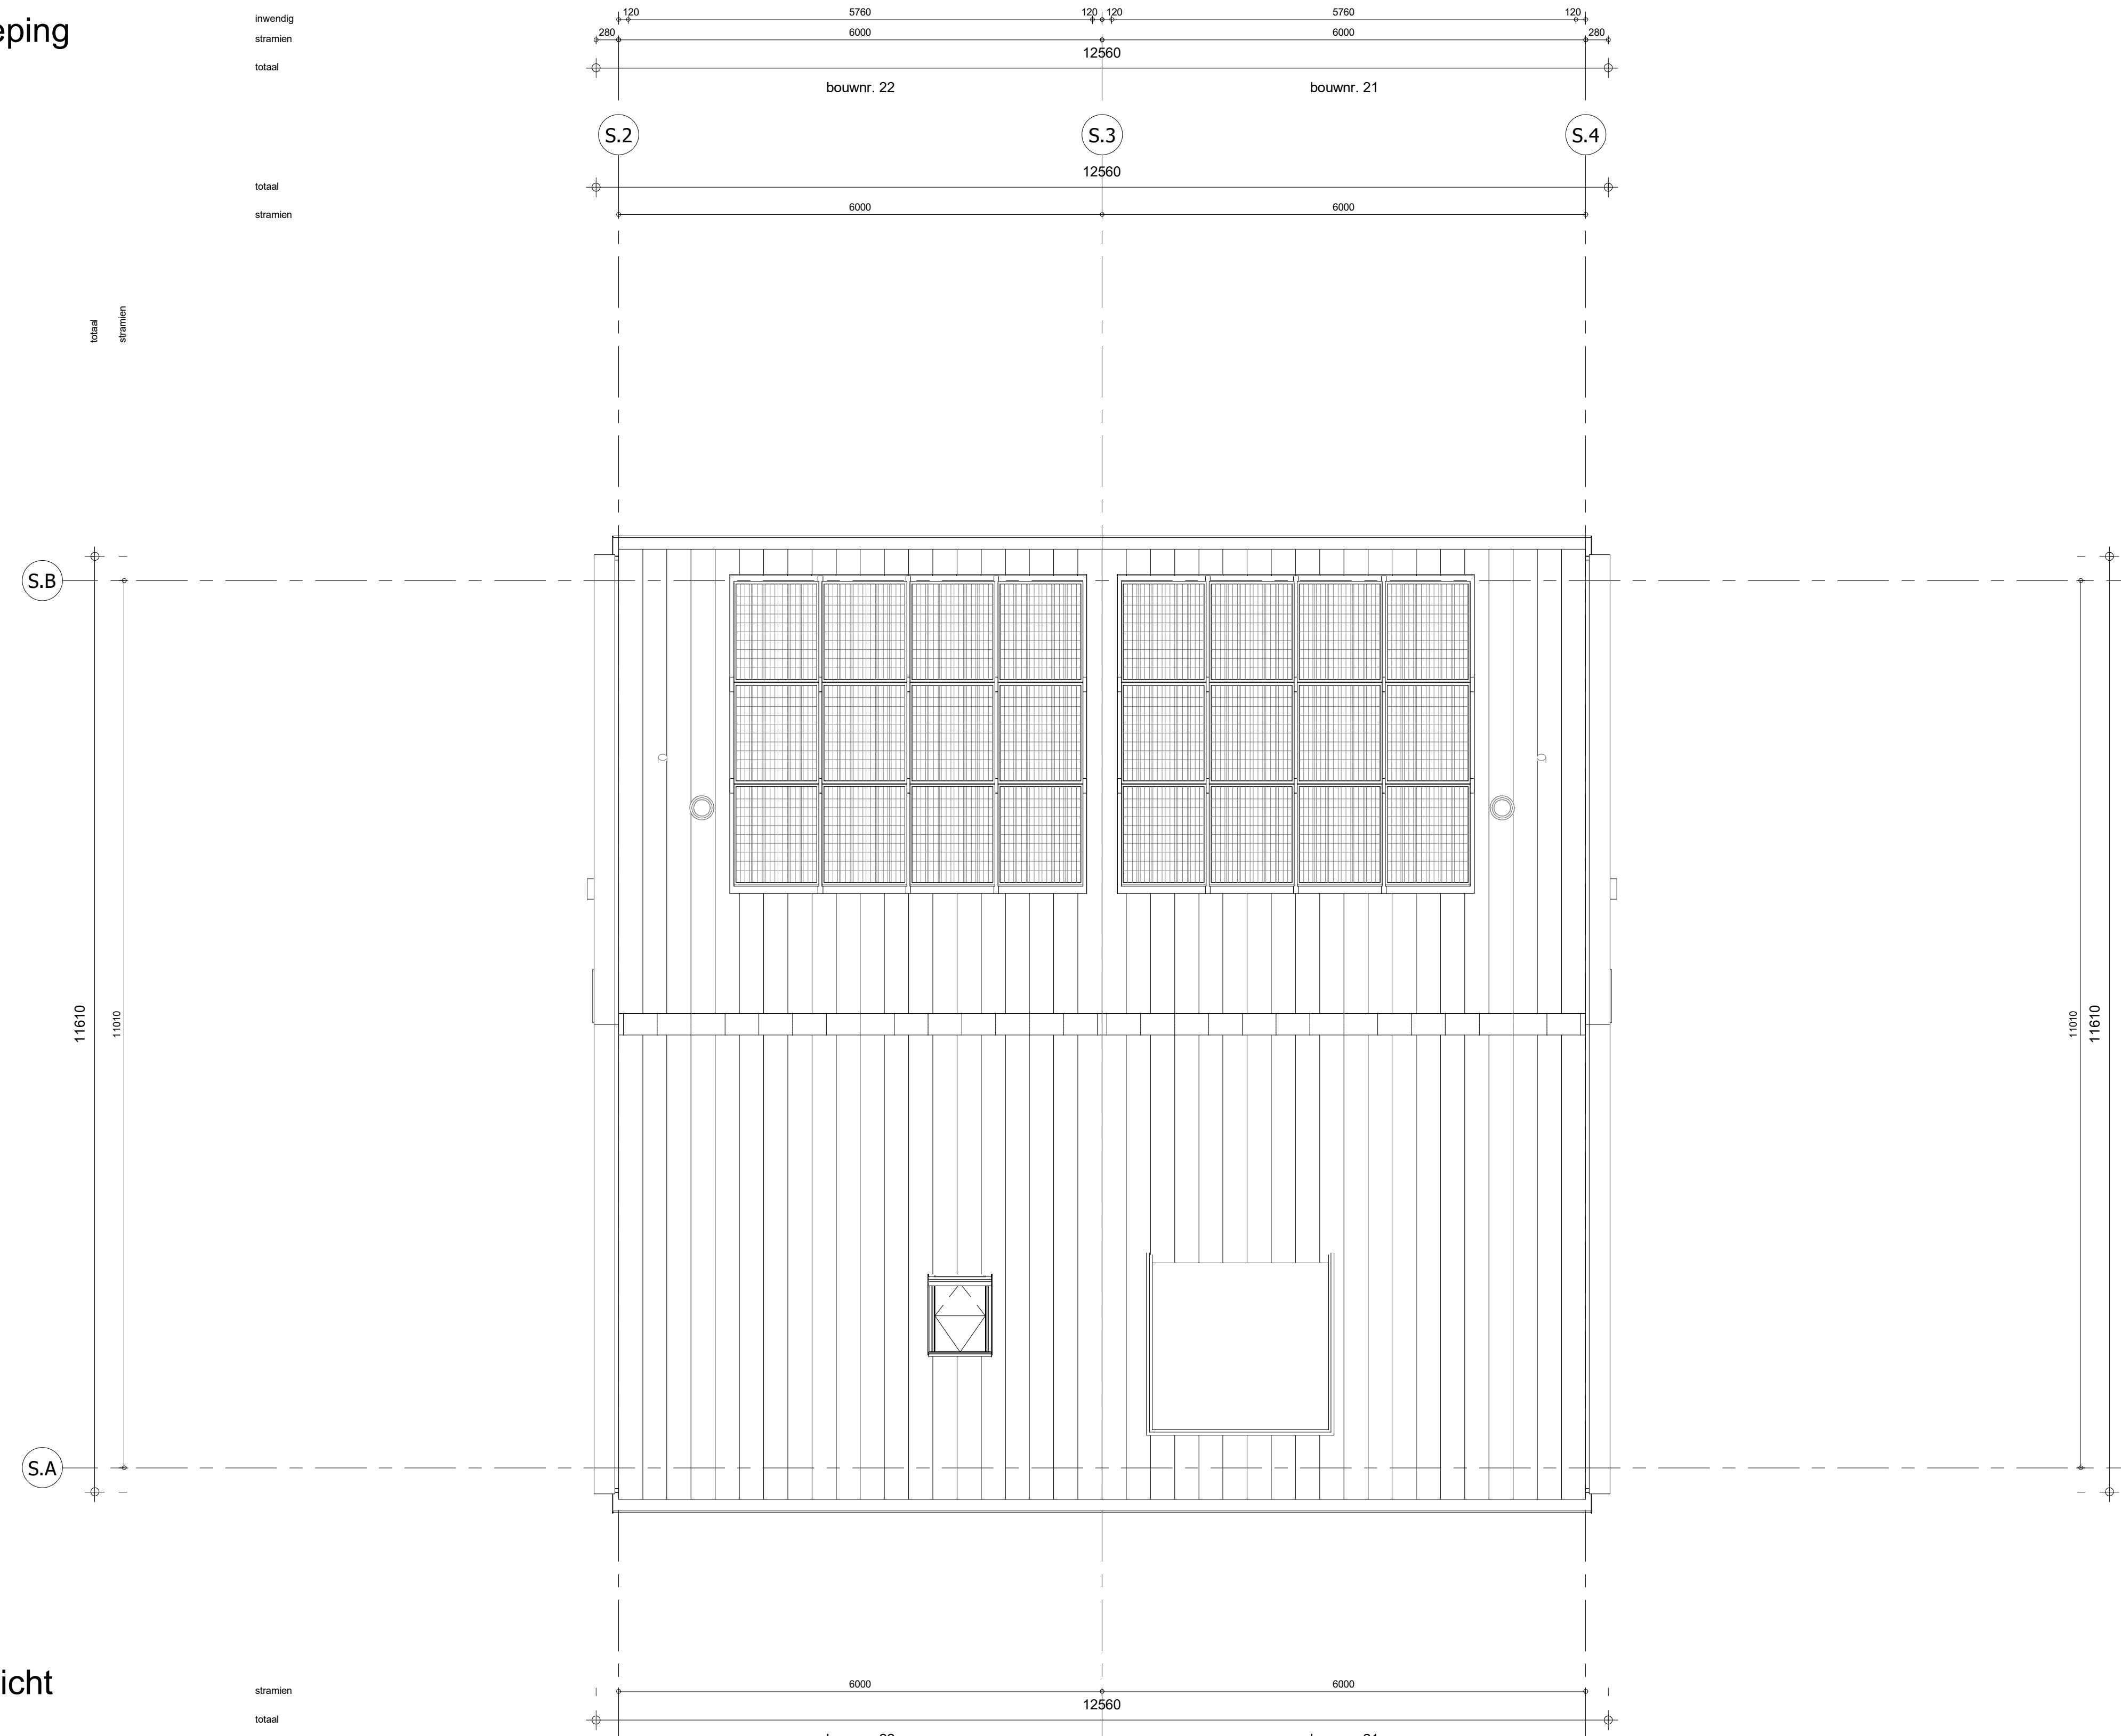 eping
inwendig 120 5760 120 120 5760 120
stramien 280 6000 6000 280
totaal 12560
bouwnr. 22 bouwnr. 21
S.2 S.3 S.4
totaal 12560
stramien 6000 6000
totaal
stramien
S.B
11610
11010
11010
11610
S.A
icht
stramien 6000 6000
totaal 12560